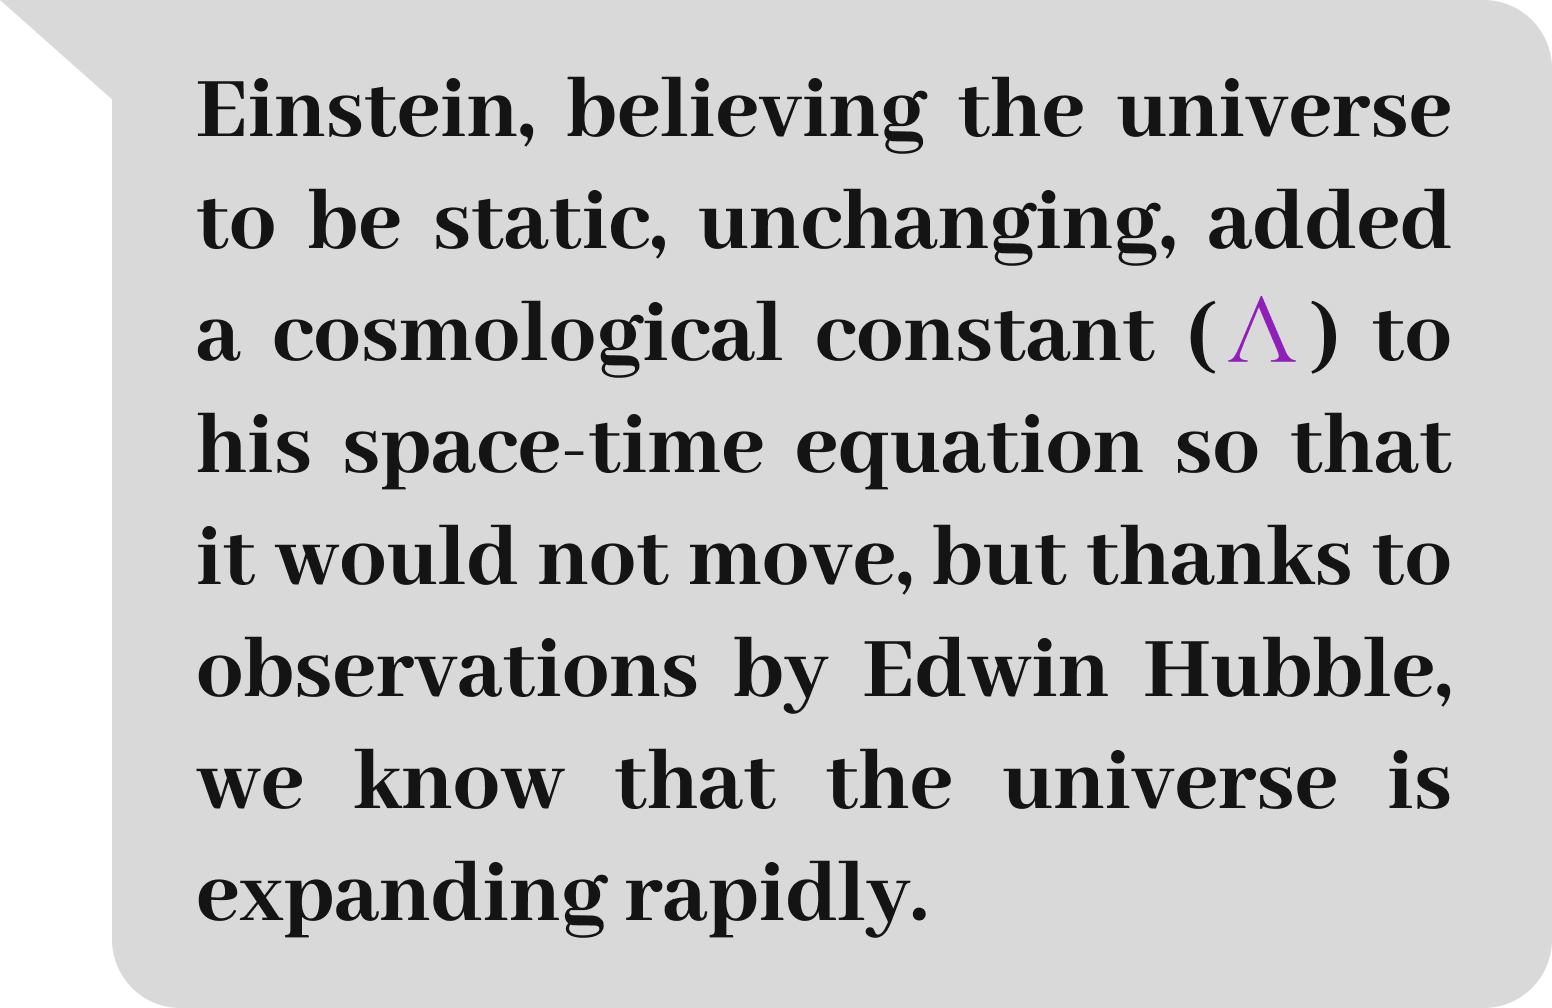 Einstein, believing the universe
to be static, unchanging, added
a cosmological constant (Λ) to
his space-time equation so that
it would not move, but thanks to
observations by Edwin Hubble,
we know that the universe is
expanding rapidly.